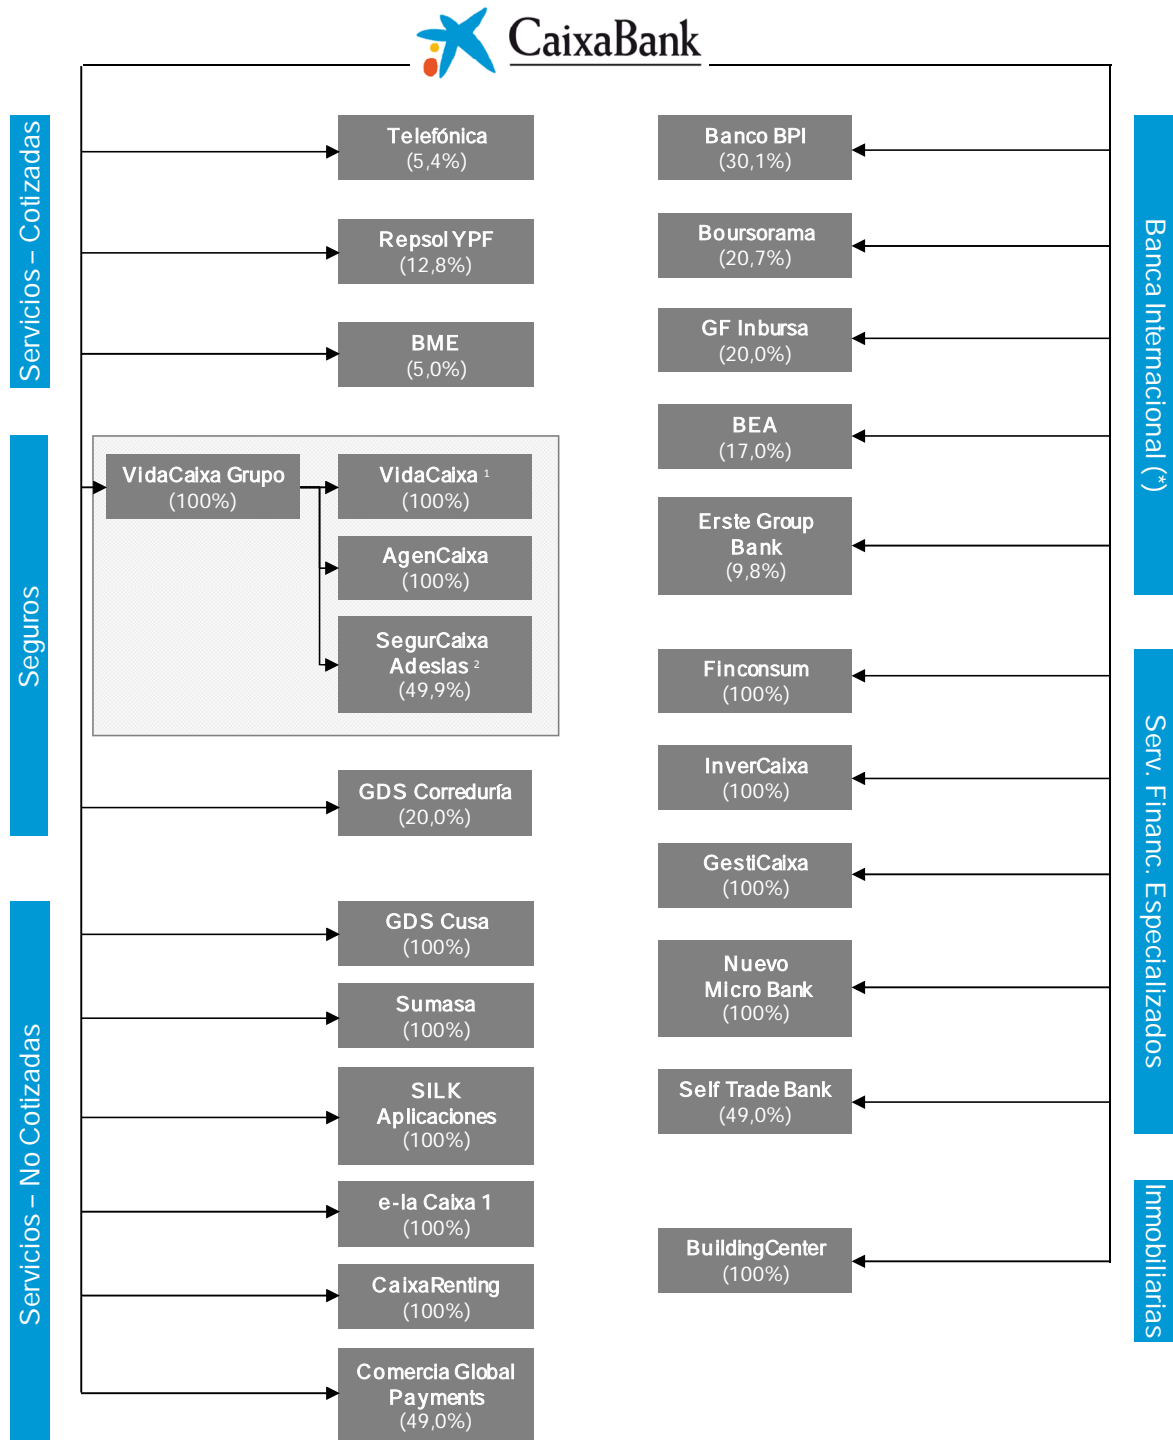 CaixaBank
Servicios – Cotizadas
Telefónica
(5,4%)
Repsol YPF
(12,8%)
BME
(5,0%)
Seguros
VidaCaixa Grupo
(100%)
VidaCaixa 1
(100%)
AgenCaixa
(100%)
SegurCaixa
Adeslas 2
(49,9%)
GDS Correduría
(20,0%)
Servicios – No Cotizadas
GDS Cusa
(100%)
Sumasa
(100%)
SILK
Aplicaciones
(100%)
e-la Caixa 1
(100%)
CaixaRenting
(100%)
Comercia Global
Payments
(49,0%)
Banca Internacional (*)
Banco BPI
(30,1%)
Boursorama
(20,7%)
GF Inbursa
(20,0%)
BEA
(17,0%)
Erste Group
Bank
(9,8%)
Serv. Financ. Especializados
Finconsum
(100%)
InverCaixa
(100%)
GestiCaixa
(100%)
Nuevo
Micro Bank
(100%)
Self Trade Bank
(49,0%)
Inmobiliarias
BuildingCenter
(100%)